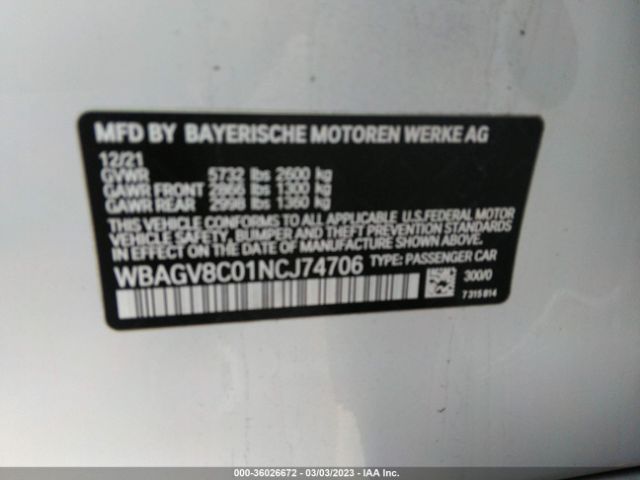 MFD BY BAYERISCHE MOTOREN WERKE AG
12/21
GVWR 5732 lbs 2600 kg
GAWR FRONT 2866 lbs 1300 kg
GAWR REAR 2998 lbs 1360 kg
THIS VEHICLE CONFORMS TO ALL APPLICABLE U.S.FEDERAL MOTOR
VEHICLE SAFETY, BUMPER, AND THEFT PREVENTION STANDARDS
IN EFFECT ON THE DATE OF MANUFACTURE SHOWN ABOVE.
WBAGV8C01NCJ74706 TYPE: PASSENGER CAR
300/0
7 315 814
000-36026672 - 03/03/2023 - IAA Inc.